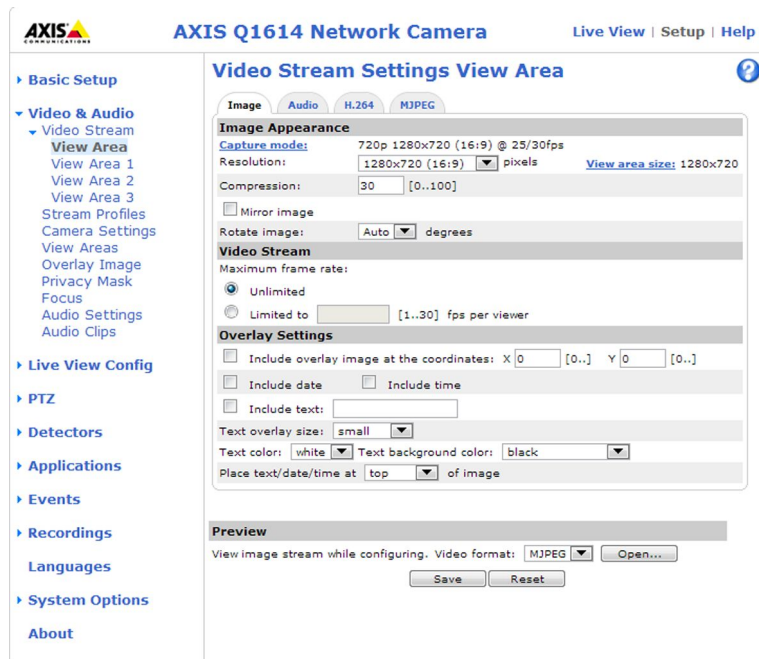 AXIS
COMMUNICATIONS
AXIS Q1614 Network Camera
Live View | Setup | Help
Basic Setup
Video & Audio
Video Stream
View Area
View Area 1
View Area 2
View Area 3
Stream Profiles
Camera Settings
View Areas
Overlay Image
Privacy Mask
Focus
Audio Settings
Audio Clips
Live View Config
PTZ
Detectors
Applications
Events
Recordings
Languages
System Options
About
Video Stream Settings View Area
?
Image Audio H.264 MJPEG
Image Appearance
Capture mode: 720p 1280x720 (16:9) @ 25/30fps
Resolution: 1280x720 (16:9) pixels View area size: 1280x720
Compression: 30 [0..100]
Mirror image
Rotate image: Auto degrees
Video Stream
Maximum frame rate:
Unlimited
Limited to [1..30] fps per viewer
Overlay Settings
Include overlay image at the coordinates: X 0 [0..] Y 0 [0..]
Include date Include time
Include text:
Text overlay size: small
Text color: white Text background color: black
Place text/date/time at top of image
Preview
View image stream while configuring. Video format: MJPEG Open...
Save Reset